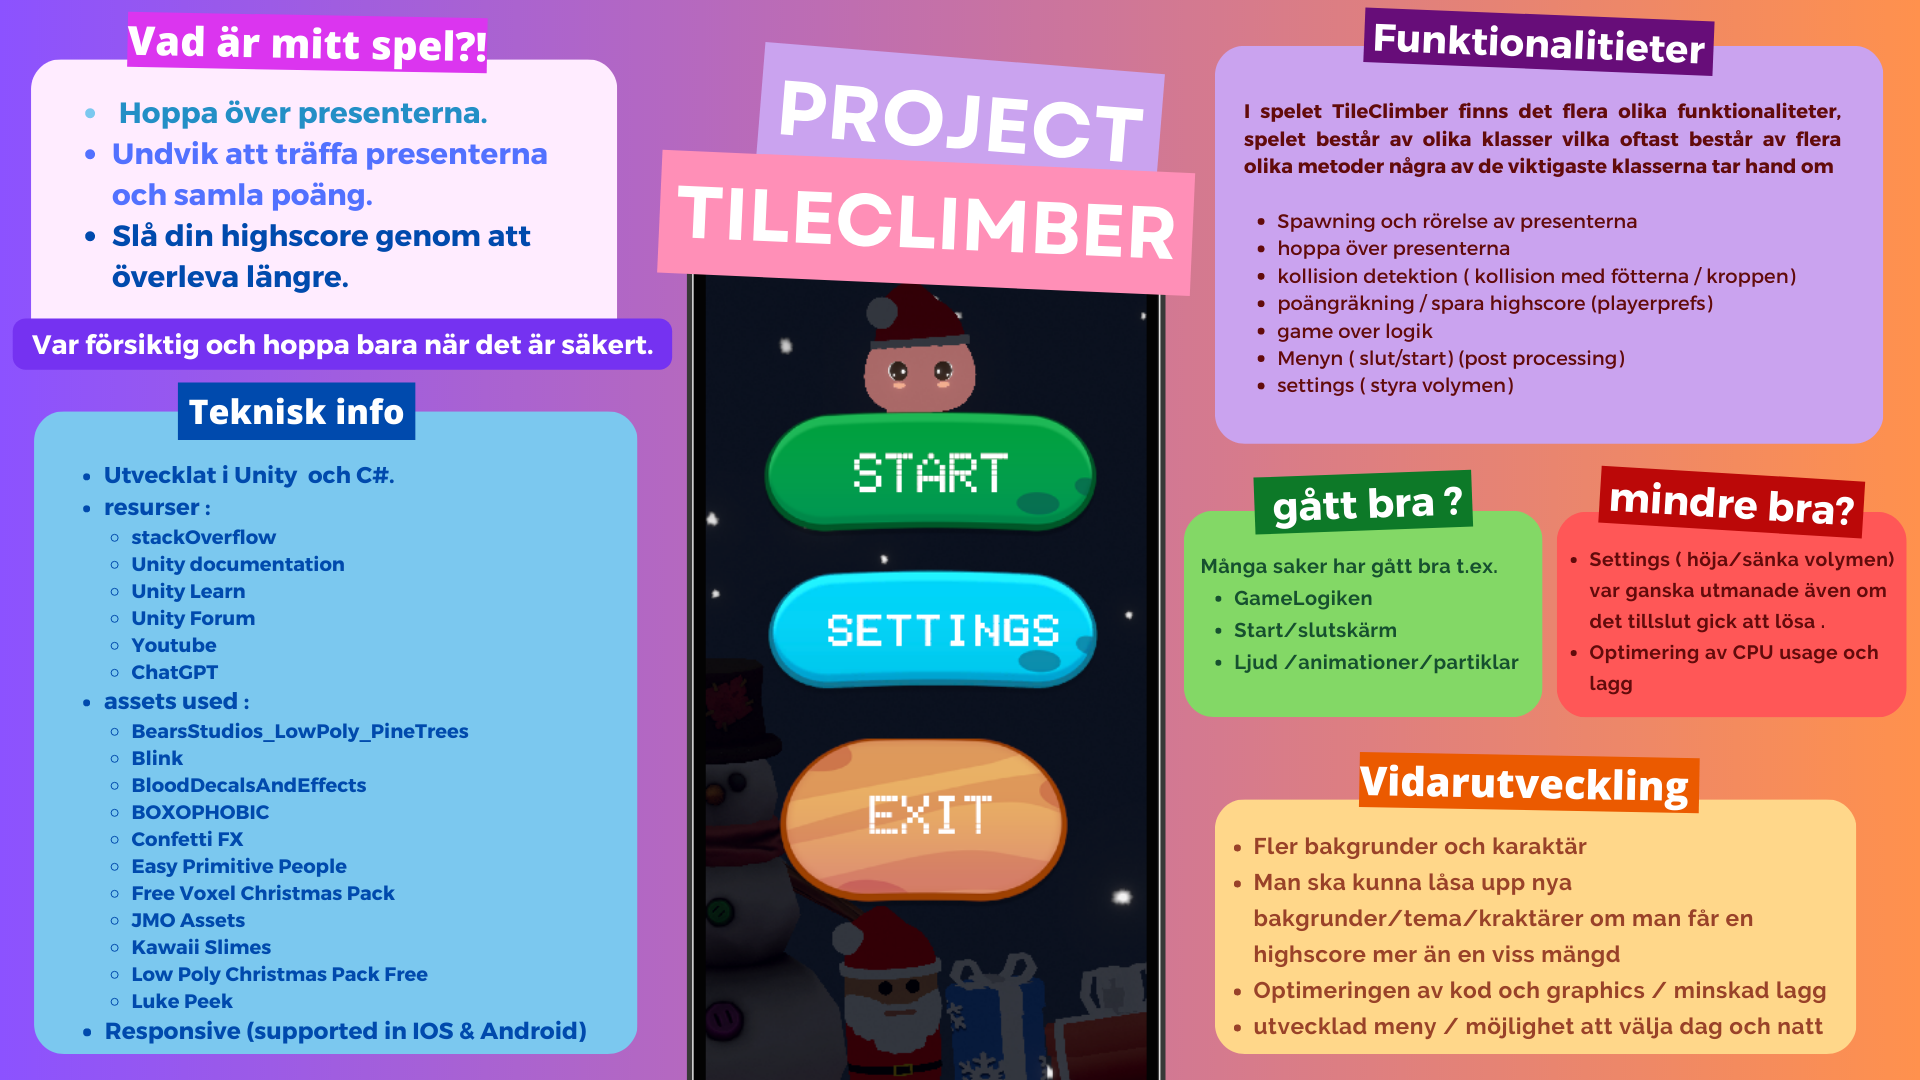 Vad är mitt spel?!
Hoppa över presenterna.
Undvik att träffa presenterna
och samla poäng.
Slå din highscore genom att
överleva längre.
Var försiktig och hoppa bara när det är säkert.
Teknisk info
Utvecklat i Unity och C#.
resurser :
stackOverflow
Unity documentation
Unity Learn
Unity Forum
Youtube
ChatGPT
assets used :
BearsStudios_LowPoly_PineTrees
Blink
BloodDecalsAndEffects
BOXOPHOBIC
Confetti FX
Easy Primitive People
Free Voxel Christmas Pack
JMO Assets
Kawaii Slimes
Low Poly Christmas Pack Free
Luke Peek
Responsive (supported in IOS & Android)
PROJECT
TILECLIMBER
START
SETTINGS
EXIT
Funktionalitieter
I spelet TileClimber finns det flera olika funktionaliteter,
spelet består av olika klasser vilka oftast består av flera
olika metoder några av de viktigaste klasserna tar hand om
Spawning och rörelse av presenterna
hoppa över presenterna
kollision detektion ( kollision med fötterna / kroppen)
poängräkning / spara highscore (playerprefs)
game over logik
Menyn ( slut/start) (post processing)
settings ( styra volymen)
gått bra ?
Många saker har gått bra t.ex.
GameLogiken
Start/slutskärm
Ljud /animationer/partiklar
mindre bra?
Settings ( höja/sänka volymen)
var ganska utmanade även om
det tillslut gick att lösa .
Optimering av CPU usage och
lagg
Vidarutveckling
Fler bakgrunder och karaktär
Man ska kunna låsa upp nya
bakgrunder/tema/kraktärer om man får en
highscore mer än en viss mängd
Optimeringen av kod och graphics / minskad lagg
utvecklad meny / möjlighet att välja dag och natt